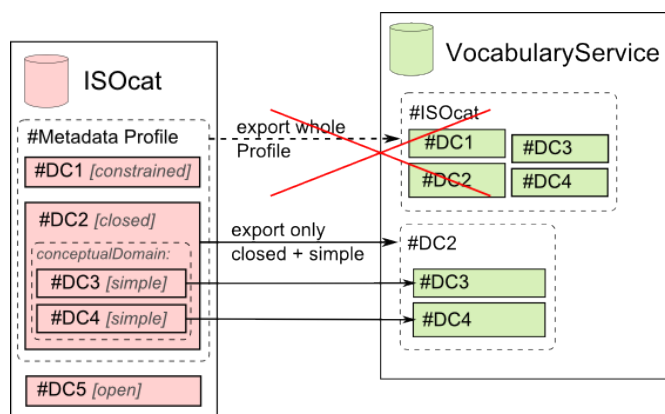 ISOcat
#Metadata Profile
#DC1 [constrained]
#DC2 [closed]
conceptualDomain:
#DC3 [simple]
#DC4 [simple]
#DC5 [open]
export whole
Profile
export only
closed + simple
VocabularyService
#ISOcat
#DC1
#DC3
#DC2
#DC4
#DC2
#DC3
#DC4